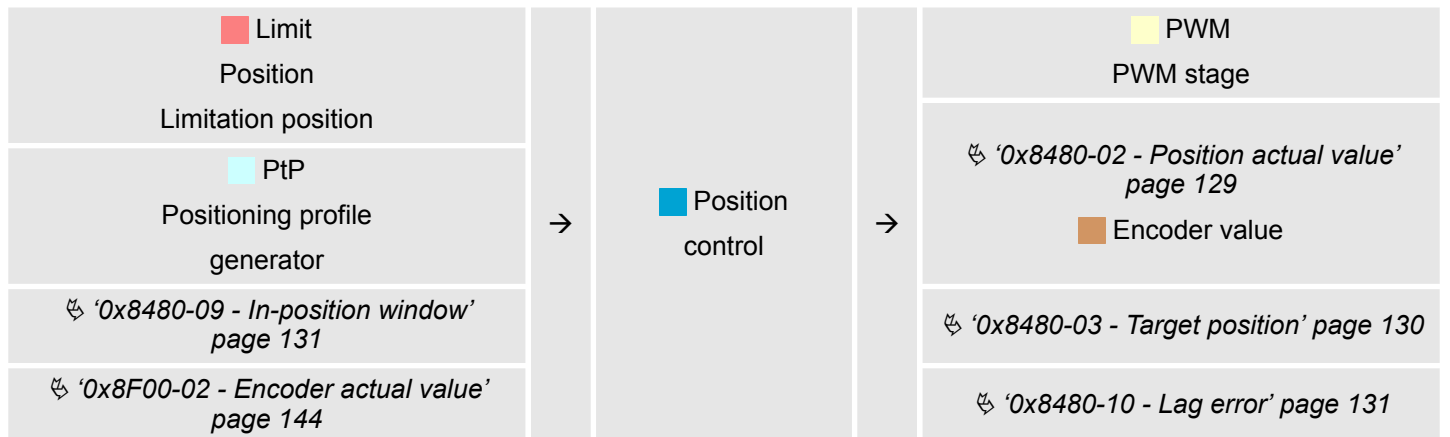 Limit
Position
Limitation position
PtP
Positioning profile
generator
‘0x8480-09 - In-position window’
page 131
‘0x8F00-02 - Encoder actual value’
page 144
→
Position
control
→
PWM
PWM stage
‘0x8480-02 - Position actual value’
page 129
Encoder value
‘0x8480-03 - Target position’ page 130
‘0x8480-10 - Lag error’ page 131